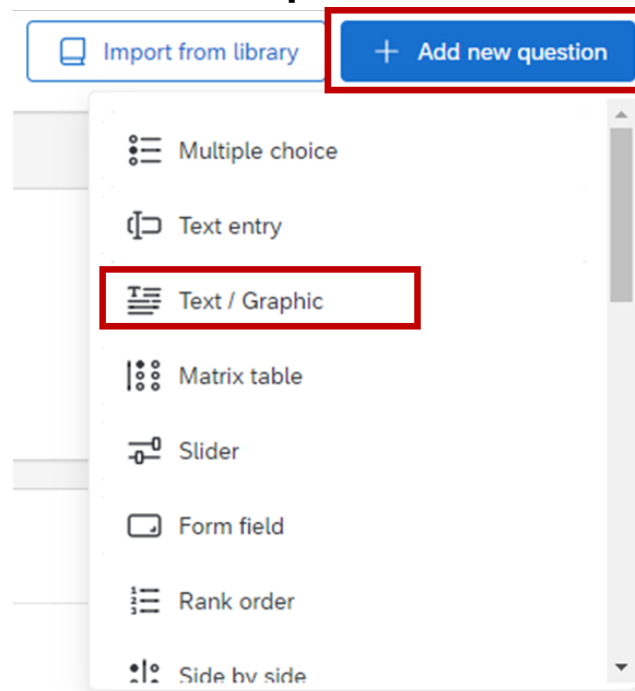 Import from library
+ Add new question
Multiple choice
Text entry
Text / Graphic
Matrix table
Slider
Form field
Rank order
Side by side